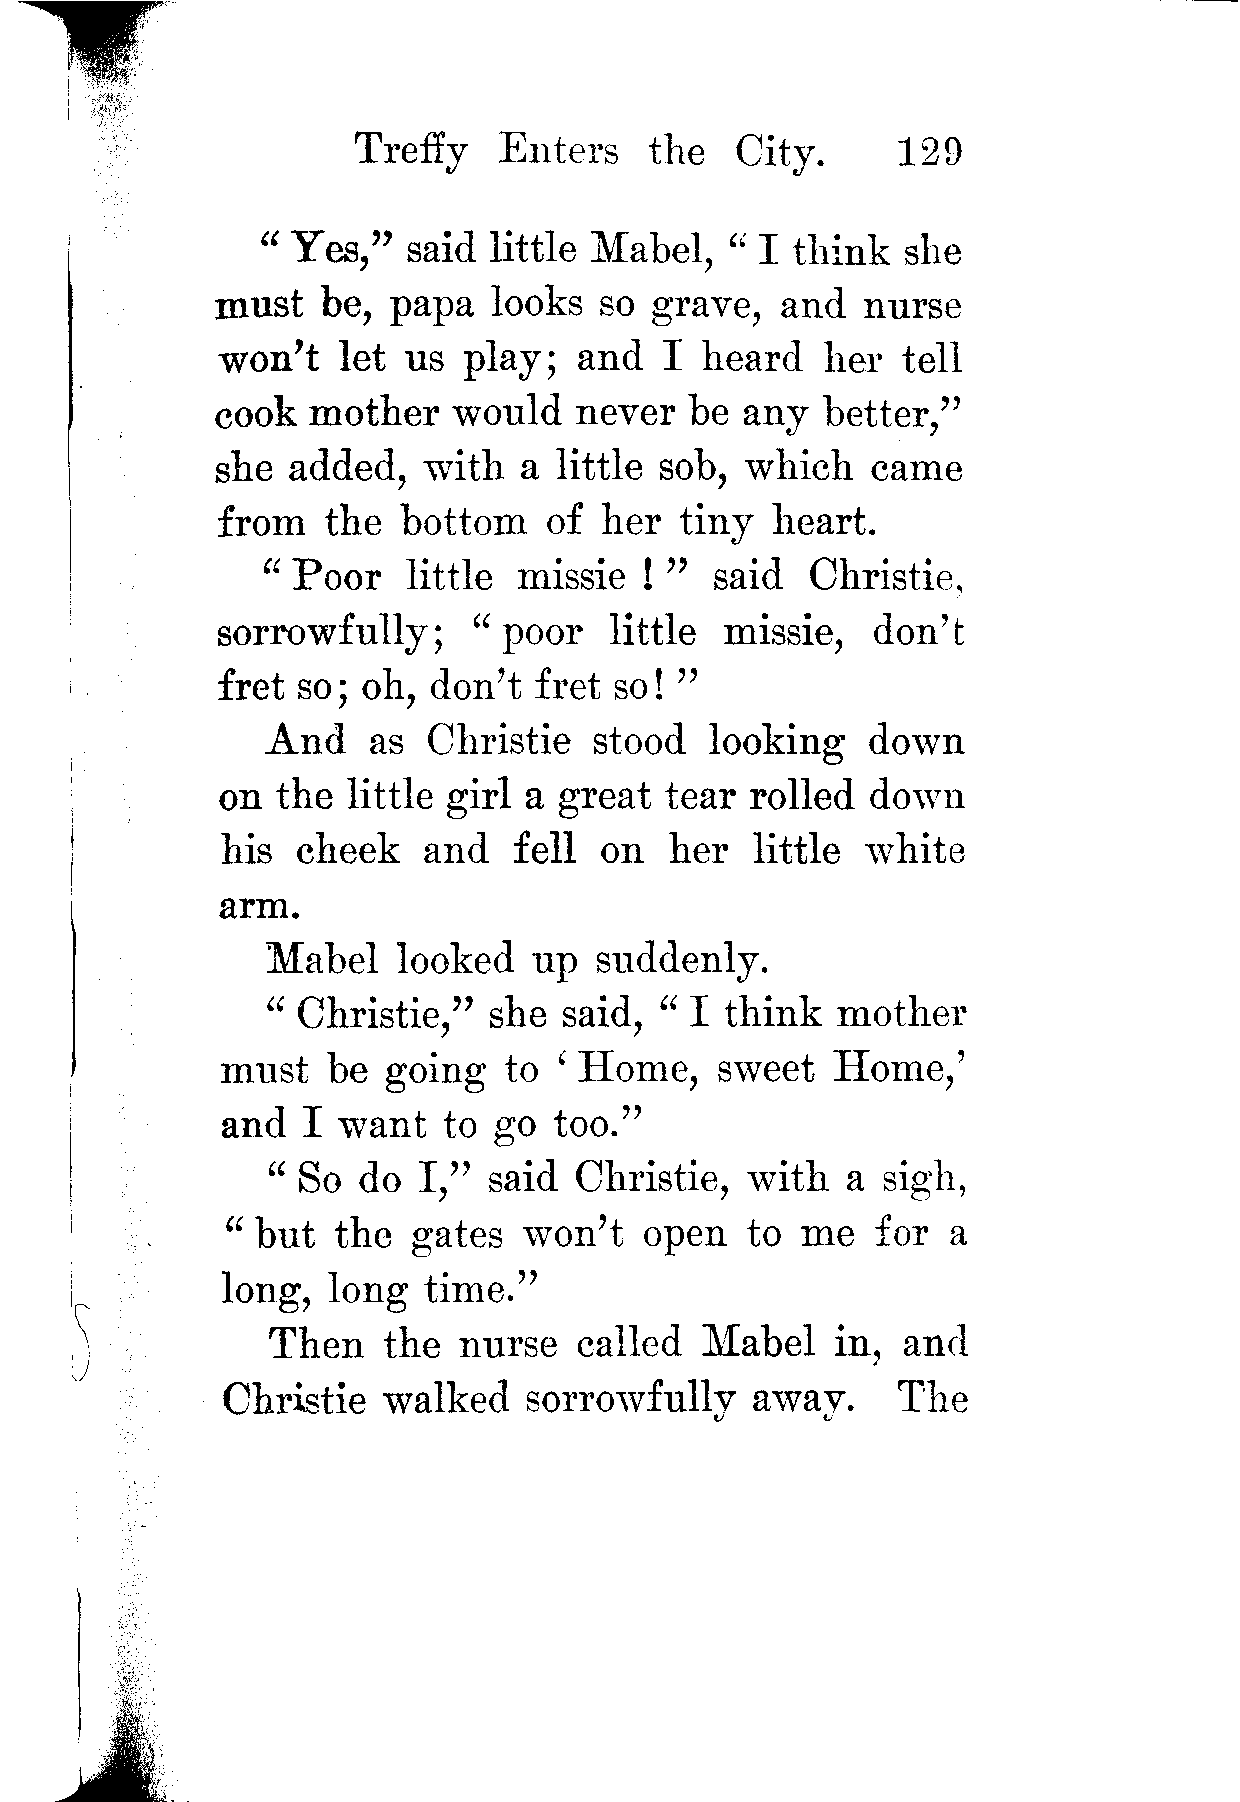 Treffy Enters the City. 129
“ Yes,” said little Mabel, “ I think she
must be, papa looks so grave, and nurse
won’t let us play; and I heard her tell
cook mother would never be any better,”
she added, with a little sob, which came
from the bottom of her tiny heart.
“ Poor little missie ! ” said Christie,
sorrowfully; “ poor little missie, don’t
fret so; oh, don’t fret so! ”
And as Christie stood looking down
on the little girl a great tear rolled down
his cheek and fell on her little white
arm.
Mabel looked up suddenly.
“ Christie,” she said, “ I think mother
must be going to ‘ Home, sweet Home,’
and I want to go too.”
“ So do I,” said Christie, with a sigh,
“ but the gates won’t open to me for a
long, long time.”
Then the nurse called Mabel in, and
Christie walked sorrowfully away. The